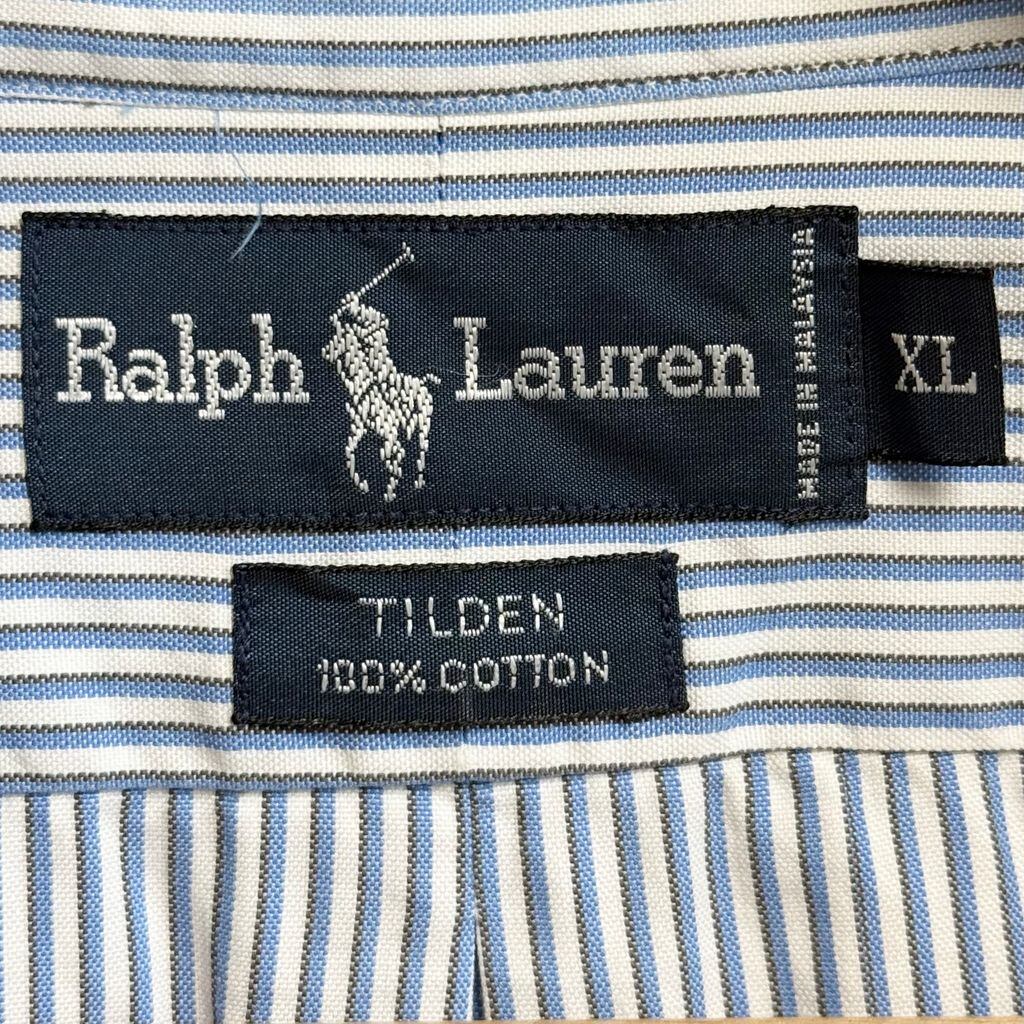 Ralph Lauren
MADE IN MALAYSIA
XL
TILDEN
100% COTTON